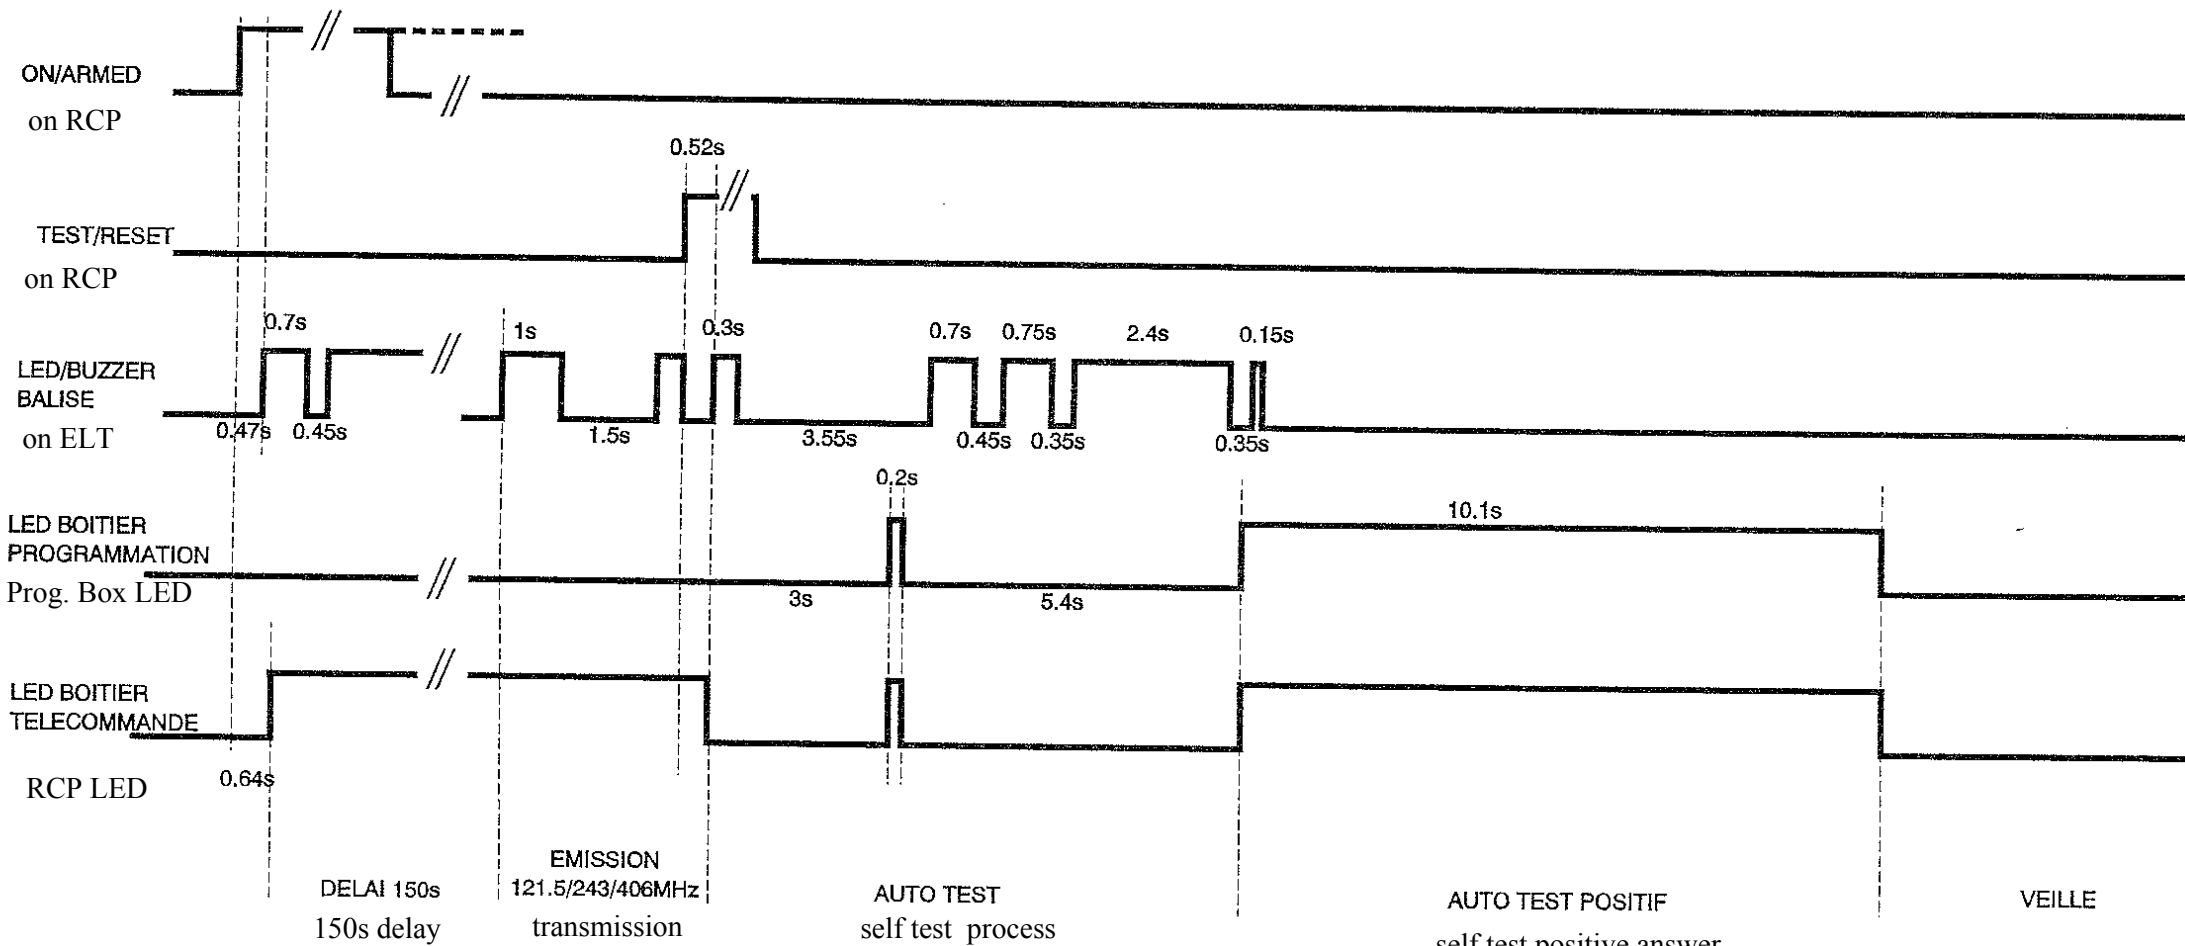 ON/ARMED
on RCP
0.52s
TEST/RESET
on RCP
0.7s
1s
0.3s
0.7s
0.75s
2.4s
0.15s
LED/BUZZER
BALISE
on ELT
0.47s
0.45s
1.5s
3.55s
0.45s
0.35s
0.35s
0.2s
LED BOITIER
PROGRAMMATION
Prog. Box LED
10.1s
3s
5.4s
LED BOITIER
TELECOMMANDE
RCP LED
0.64s
DELAI 150s
150s delay
EMISSION
121.5/243/406MHz
transmission
AUTO TEST
self test process
AUTO TEST POSITIF
self test positive answer
VEILLE